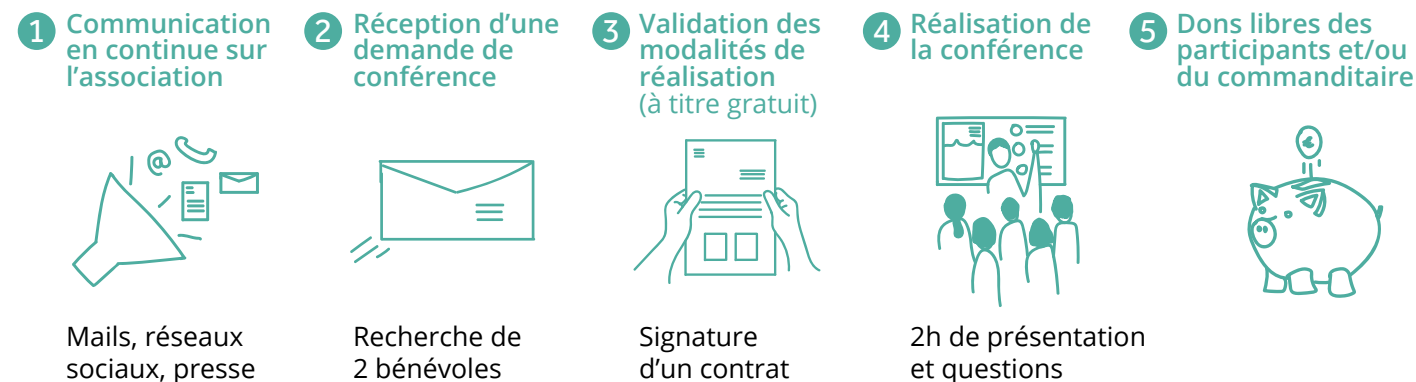 1 Communication
en continue sur
l’association
2 Réception d’une
demande de
conférence
3 Validation des
modalités de
réalisation
(à titre gratuit)
4 Réalisation de
la conférence
5 Dons libres des
participants et/ou
du commanditaire
@
€
Mails, réseaux
sociaux, presse
Recherche de
2 bénévoles
Signature
d’un contrat
2h de présentation
et questions